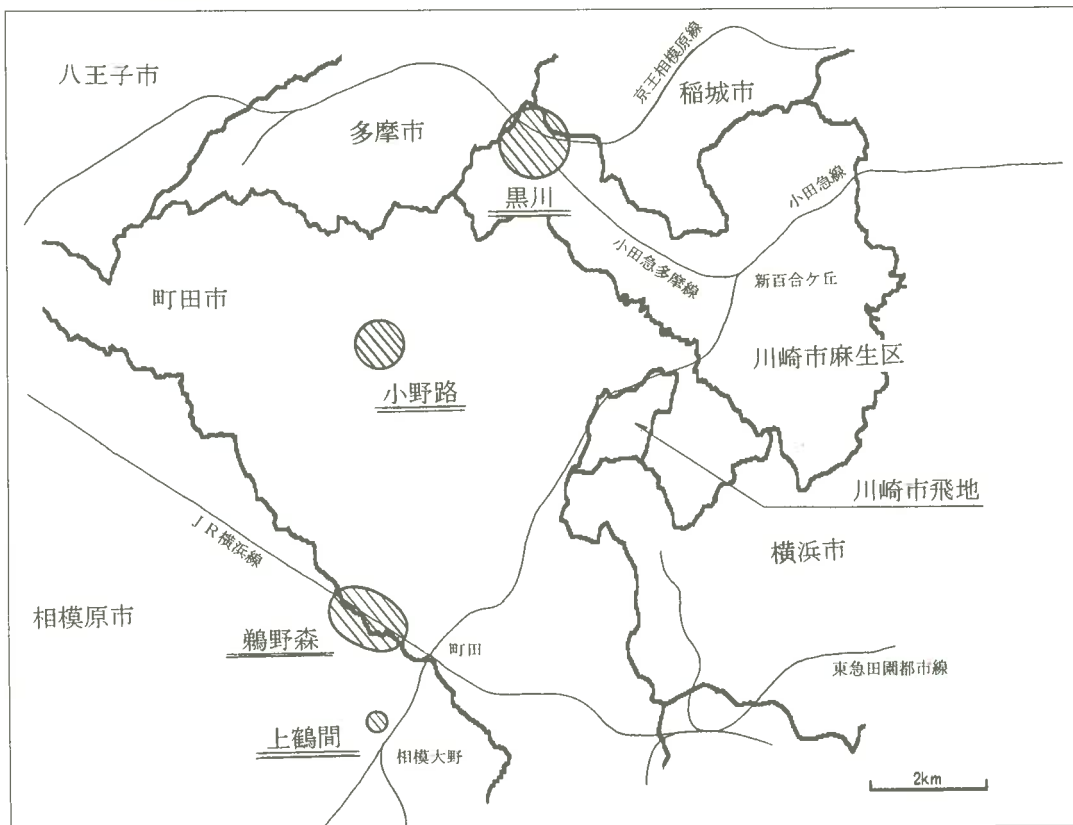 八王子市
多摩市
京王相模原線
稲城市
黒川
小田急線
小田急多摩線
新百合ケ丘
町田市
小野路
川崎市麻生区
川崎市飛地
JR横浜線
横浜市
相模原市
鵜野森
町田
東急田園都市線
上鶴間
相模大野
2km